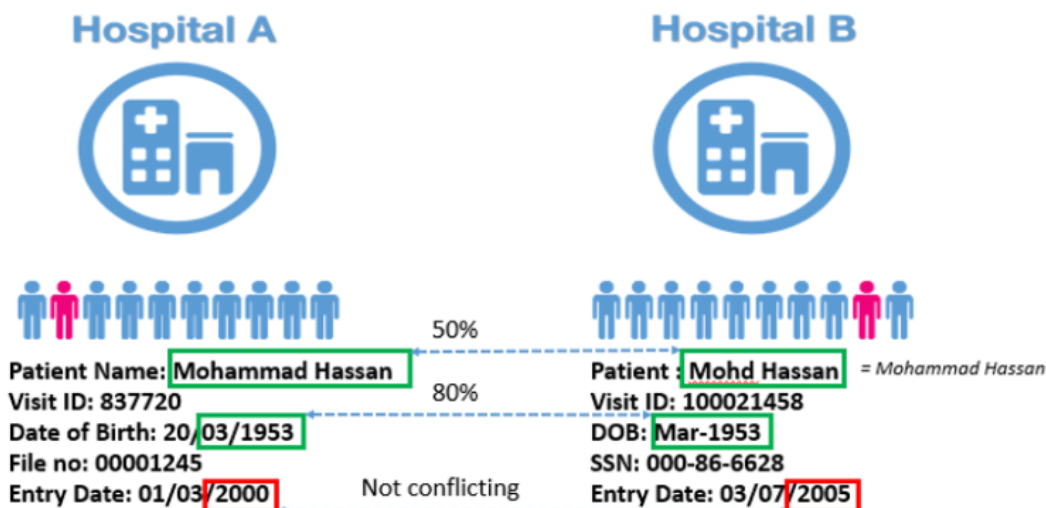 Hospital A
Hospital B
50%
Patient Name: Mohammad Hassan
Visit ID: 837720
80%
Date of Birth: 20/03/1953
File no: 00001245
Entry Date: 01/03/2000
Not conflicting
Patient : Mohd Hassan = Mohammad Hassan
Visit ID: 100021458
DOB: Mar-1953
SSN: 000-86-6628
Entry Date: 03/07/2005